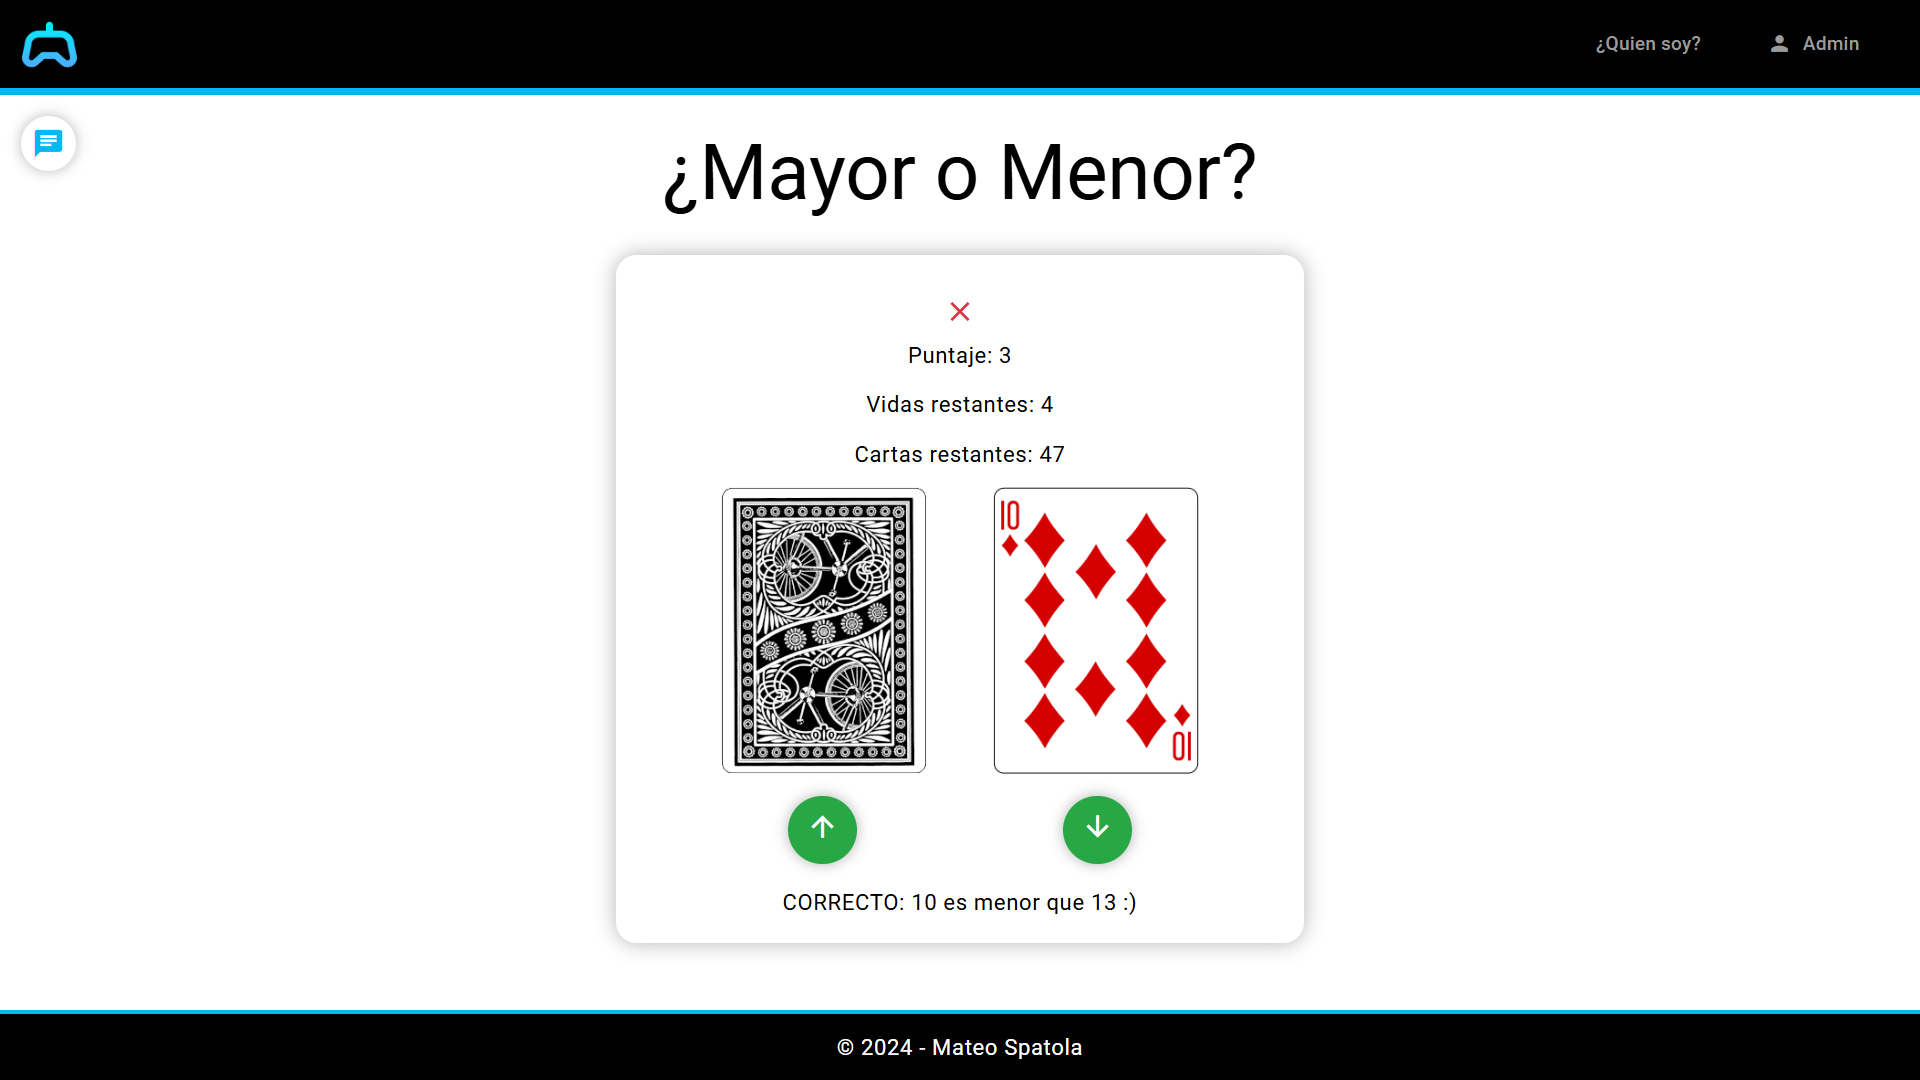 ¿Quien soy?
Admin
¿Mayor o Menor?
Puntaje: 3
Vidas restantes: 4
Cartas restantes: 47
10
10
CORRECTO: 10 es menor que 13 :)
© 2024 - Mateo Spatola